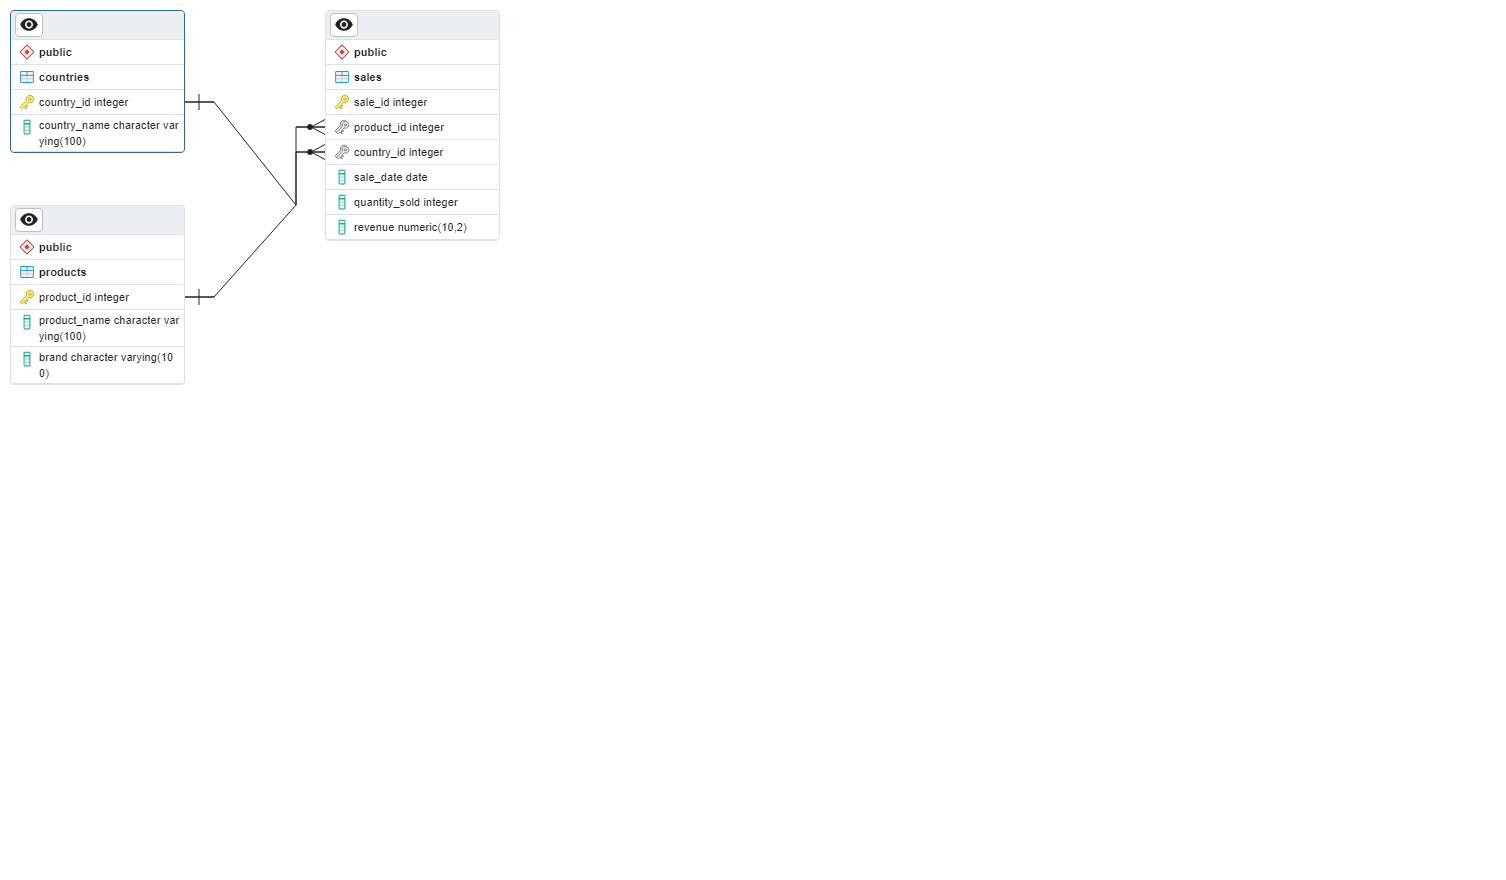 public
countries
country_id integer
country_name character var
ying(100)
public
products
product_id integer
product_name character var
ying(100)
brand character varying(10
0)
public
sales
sale_id integer
product_id integer
country_id integer
sale_date date
quantity_sold integer
revenue numeric(10,2)